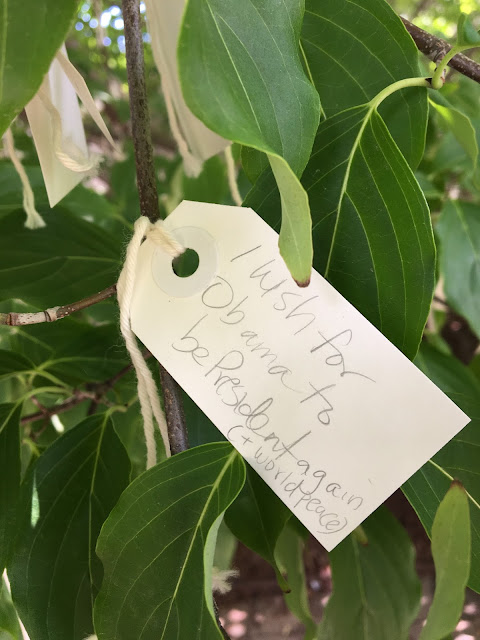 I wish for
Obama to
be President again
(+ world peace)